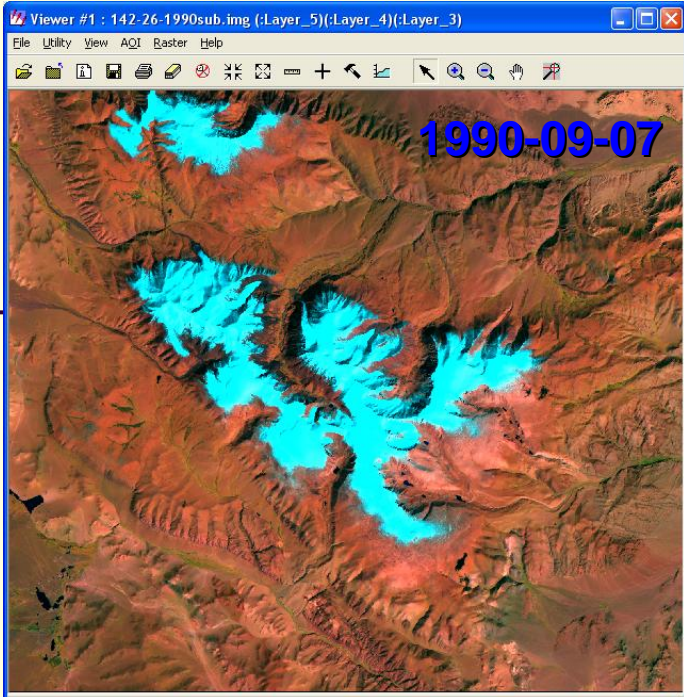 Viewer #1 : 142-26-1990sub.img (:Layer_5)(:Layer_4)(:Layer_3)
File Utility View AOI Raster Help
1990-09-07